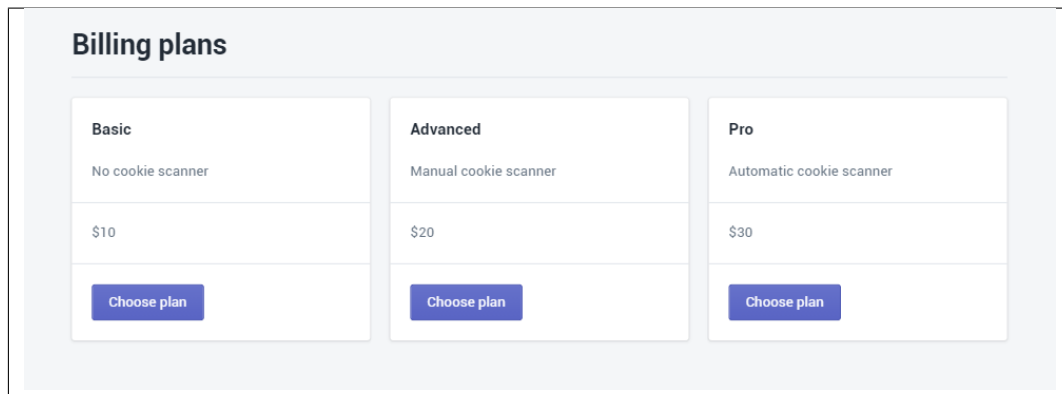 Billing plans
Basic
No cookie scanner
$10
Choose plan
Advanced
Manual cookie scanner
$20
Choose plan
Pro
Automatic cookie scanner
$30
Choose plan